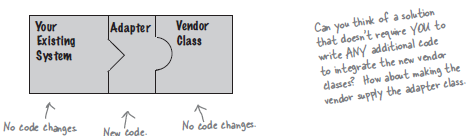 Your
Existing
System
Adapter
Vendor
Class
No code changes.
New code.
No code changes.
Can you think of a solution
that doesn't require YOU to
write ANY additional code
to integrate the new vendor
classes? How about making the
vendor supply the adapter class.